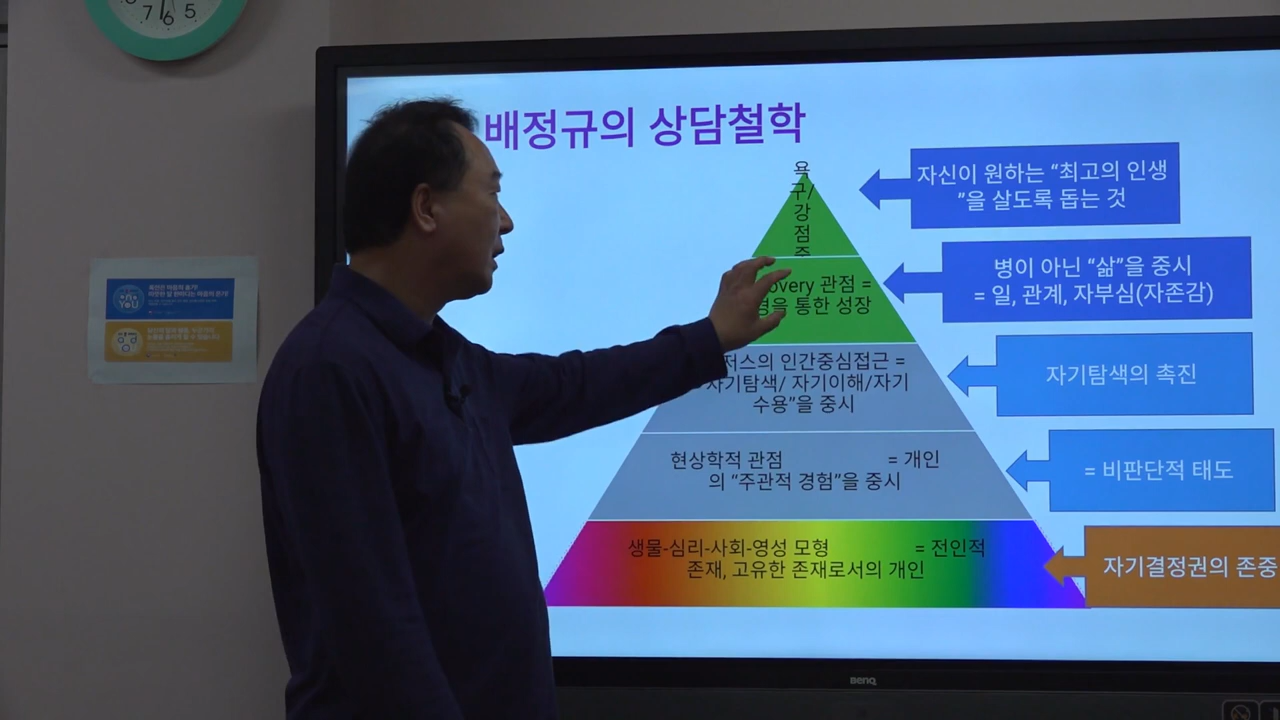 7 6 5
배정규의 상담철학
욕
구/
강
점
중
자신이 원하는 “최고의 인생
”을 살도록 돕는 것
관점 =
통한 성장
병이 아닌 “삶”을 중시
= 일, 관계, 자부심(자존감)
인간중심접근 =
자기탐색/ 자기이해/자기
수용”을 중시
자기탐색의 촉진
현상학적 관점 = 개인
의 “주관적 경험”을 중시
= 비판단적 태도
생물-심리-사회-영성 모형 = 전인적
존재, 고유한 존재로서의 개인
자기결정권의 존중
BenQ